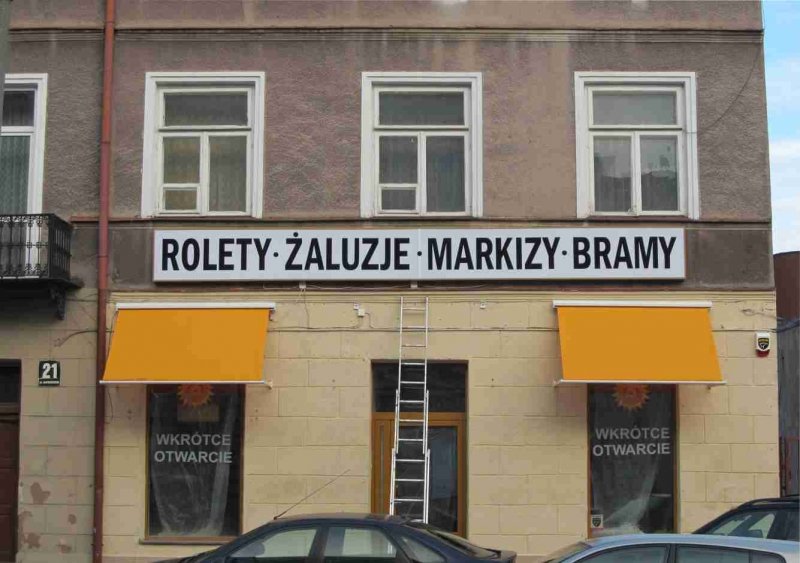 ROLETY · ŻALUZJE · MARKIZY · BRAMY
21
WKRÓTCE
OTWARCIE
WKRÓTCE
OTWARCIE